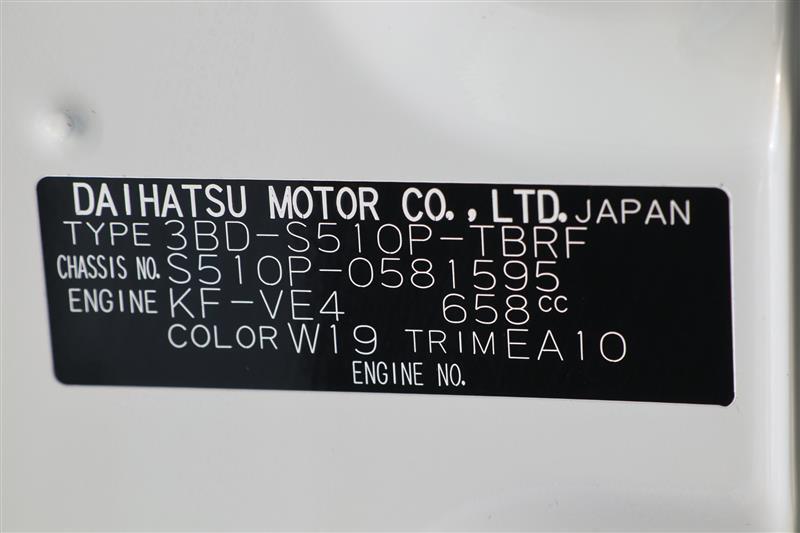 DAIHATSU MOTOR CO., LTD. JAPAN
TYPE 3BD-S510P-TBRF
CHASSIS NO. S510P-0581595
ENGINE KF-VE4 658cc
COLOR W19 TRIM EA10
ENGINE NO.